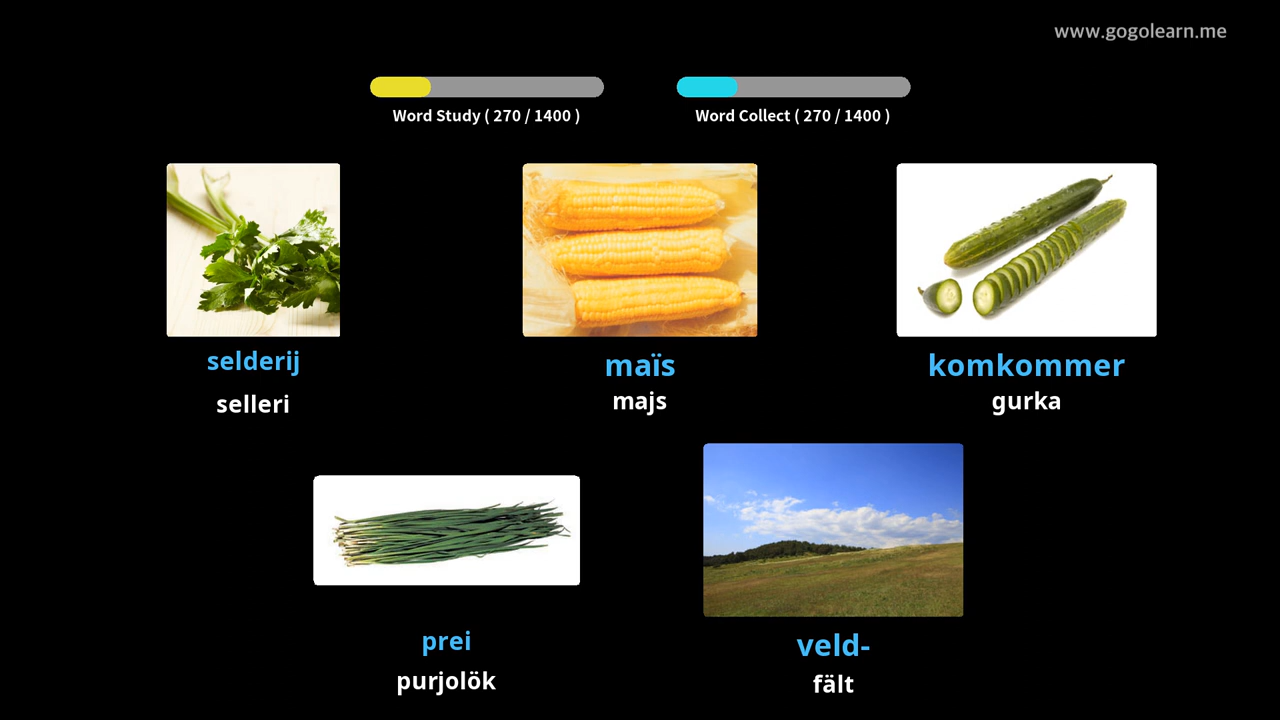 www.gogolearn.me
Word Study ( 270 / 1400 )
Word Collect ( 270 / 1400 )
selderij
selleri
maïs
majs
komkommer
gurka
prei
purjolök
veld-
fält